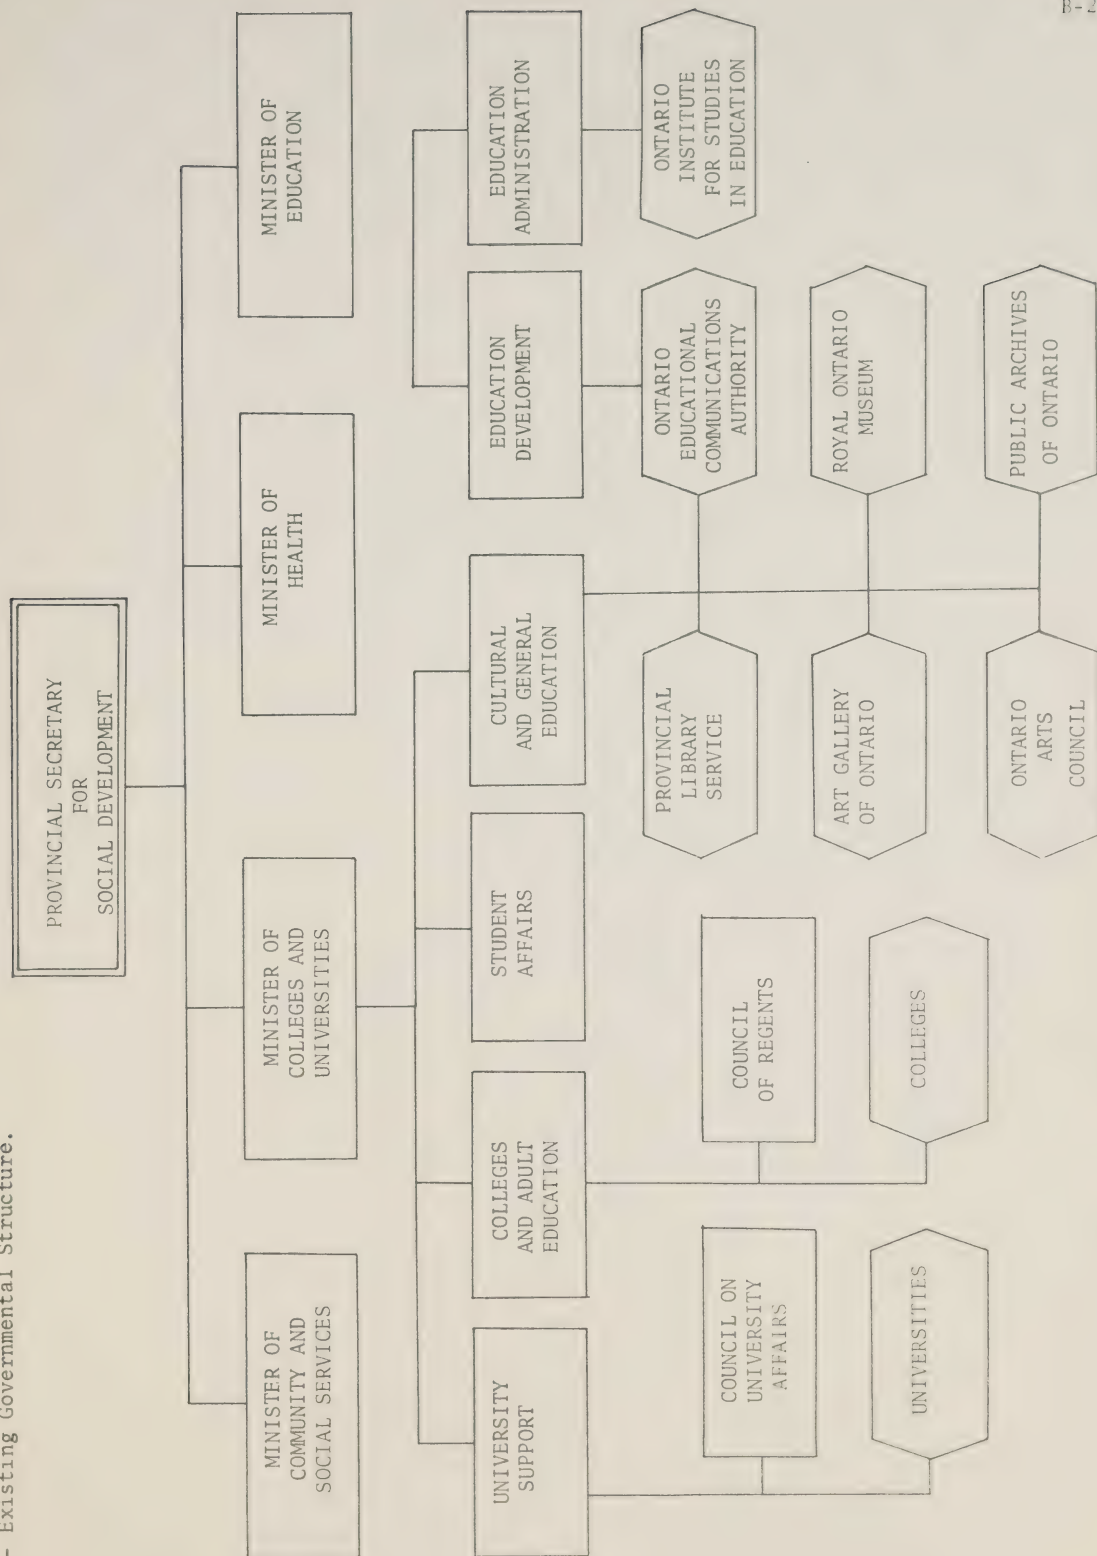 B-2
- Existing Governmental Structure.
PROVINCIAL SECRETARY
FOR
SOCIAL DEVELOPMENT
MINISTER OF
COMMUNITY AND
SOCIAL SERVICES
MINISTER OF
COLLEGES AND
UNIVERSITIES
MINISTER OF
HEALTH
MINISTER OF
EDUCATION
UNIVERSITY
SUPPORT
COLLEGES
AND ADULT
EDUCATION
STUDENT
AFFAIRS
CULTURAL
AND GENERAL
EDUCATION
EDUCATION
DEVELOPMENT
EDUCATION
ADMINISTRATION
COUNCIL ON
UNIVERSITY
AFFAIRS
UNIVERSITIES
COUNCIL
OF REGENTS
COLLEGES
PROVINCIAL
LIBRARY
SERVICE
ONTARIO
EDUCATIONAL
COMMUNICATIONS
AUTHORITY
ONTARIO
INSTITUTE
FOR STUDIES
IN EDUCATION
ART GALLERY
OF ONTARIO
ROYAL ONTARIO
MUSEUM
ONTARIO
ARTS
COUNCIL
PUBLIC ARCHIVES
OF ONTARIO